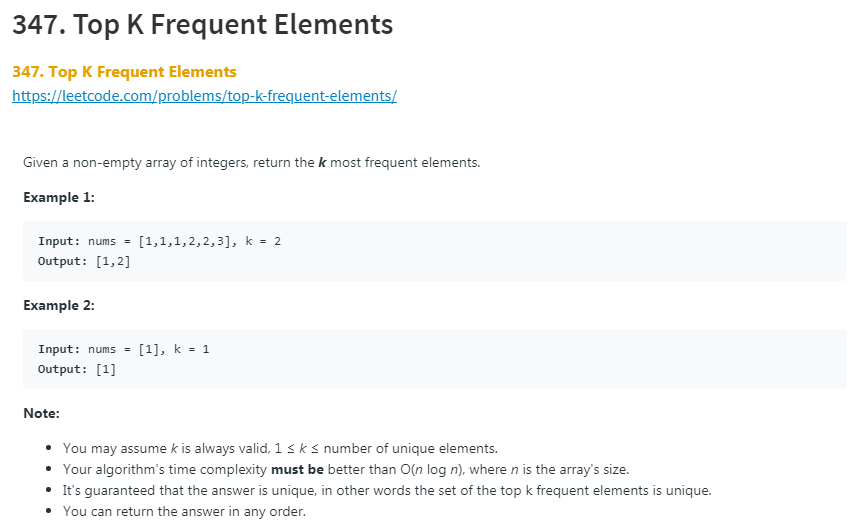 347. Top K Frequent Elements
347. Top K Frequent Elements
https://leetcode.com/problems/top-k-frequent-elements/
Given a non-empty array of integers, return the k most frequent elements.
Example 1:
Input: nums = [1,1,1,2,2,3], k = 2
Output: [1,2]
Example 2:
Input: nums = [1], k = 1
Output: [1]
Note:
• You may assume k is always valid, 1 ≤ k ≤ number of unique elements.
• Your algorithm's time complexity must be better than O(n log n), where n is the array's size.
• It's guaranteed that the answer is unique, in other words the set of the top k frequent elements is unique.
• You can return the answer in any order.